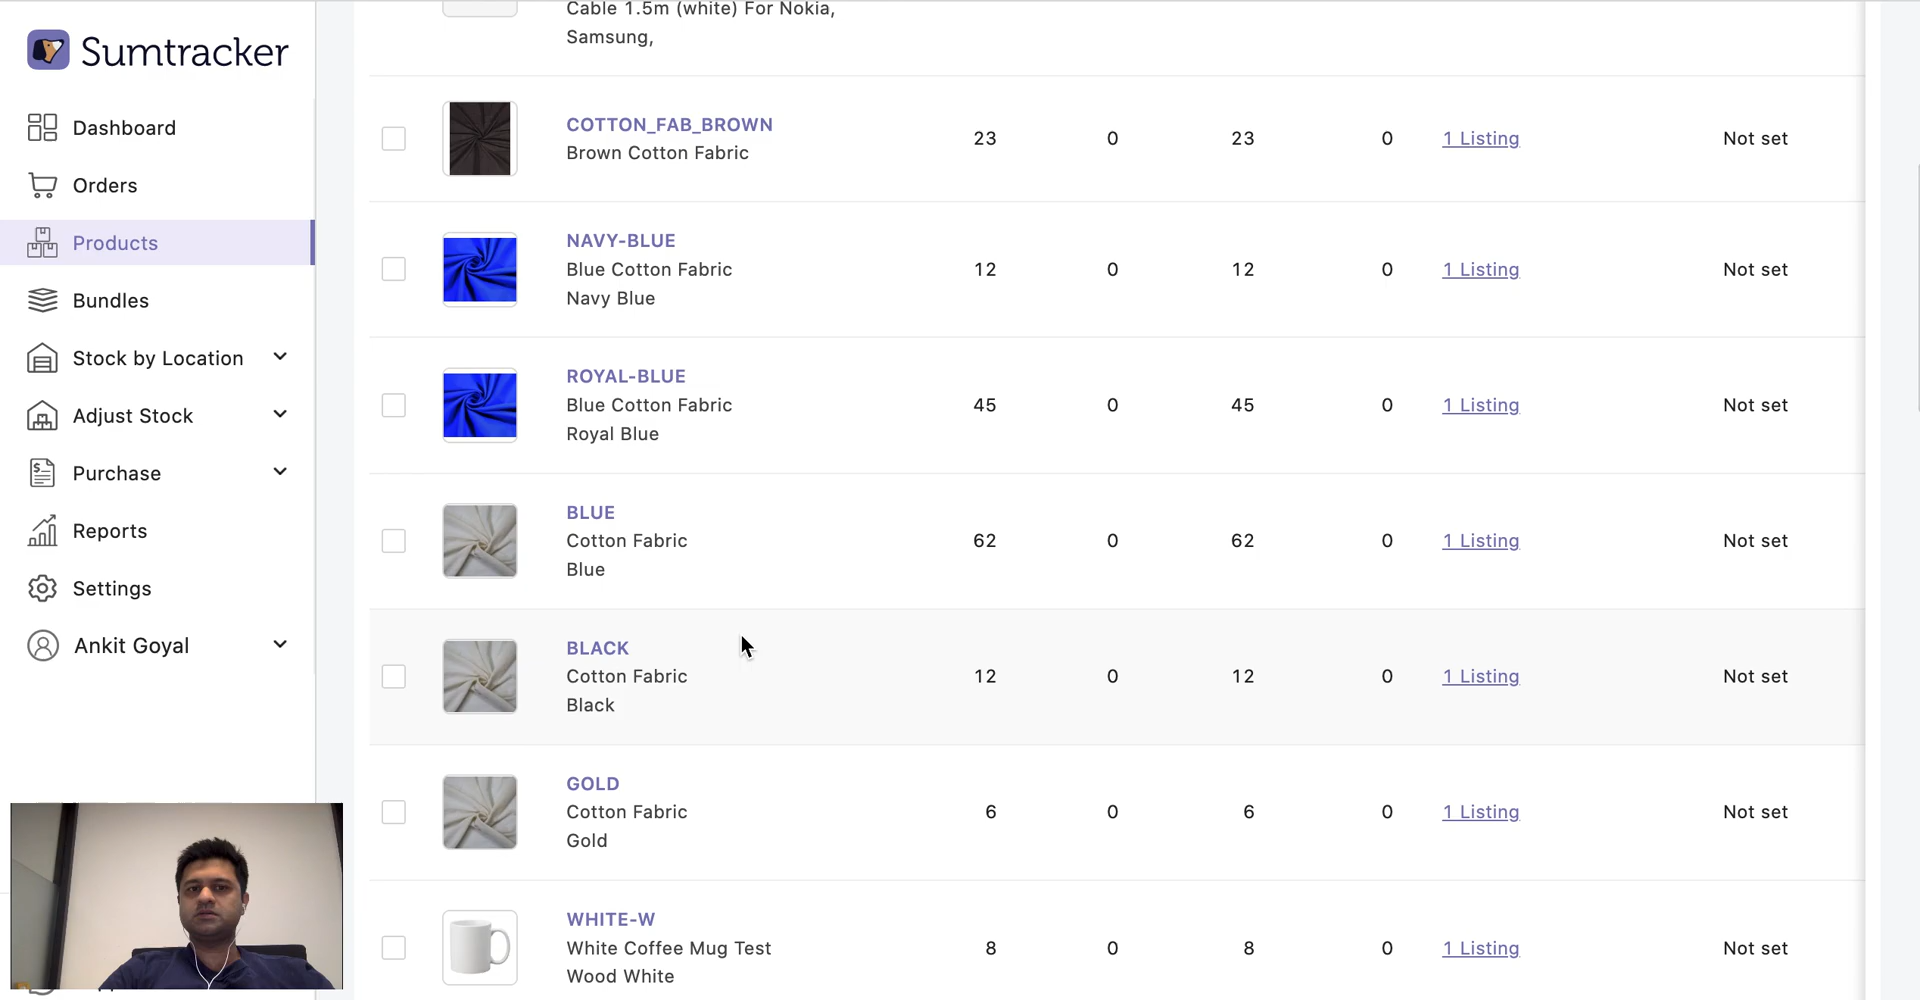 Sumtracker
Dashboard
Orders
Products
Bundles
Stock by Location
Adjust Stock
Purchase
Reports
Settings
Ankit Goyal
Cable 1.5m (white) For Nokia,
Samsung,
COTTON_FAB_BROWN
Brown Cotton Fabric
23 0 23 0 1 Listing Not set
NAVY-BLUE
Blue Cotton Fabric
Navy Blue
12 0 12 0 1 Listing Not set
ROYAL-BLUE
Blue Cotton Fabric
Royal Blue
45 0 45 0 1 Listing Not set
BLUE
Cotton Fabric
Blue
62 0 62 0 1 Listing Not set
BLACK
Cotton Fabric
Black
12 0 12 0 1 Listing Not set
GOLD
Cotton Fabric
Gold
6 0 6 0 1 Listing Not set
WHITE-W
White Coffee Mug Test
Wood White
8 0 8 0 1 Listing Not set